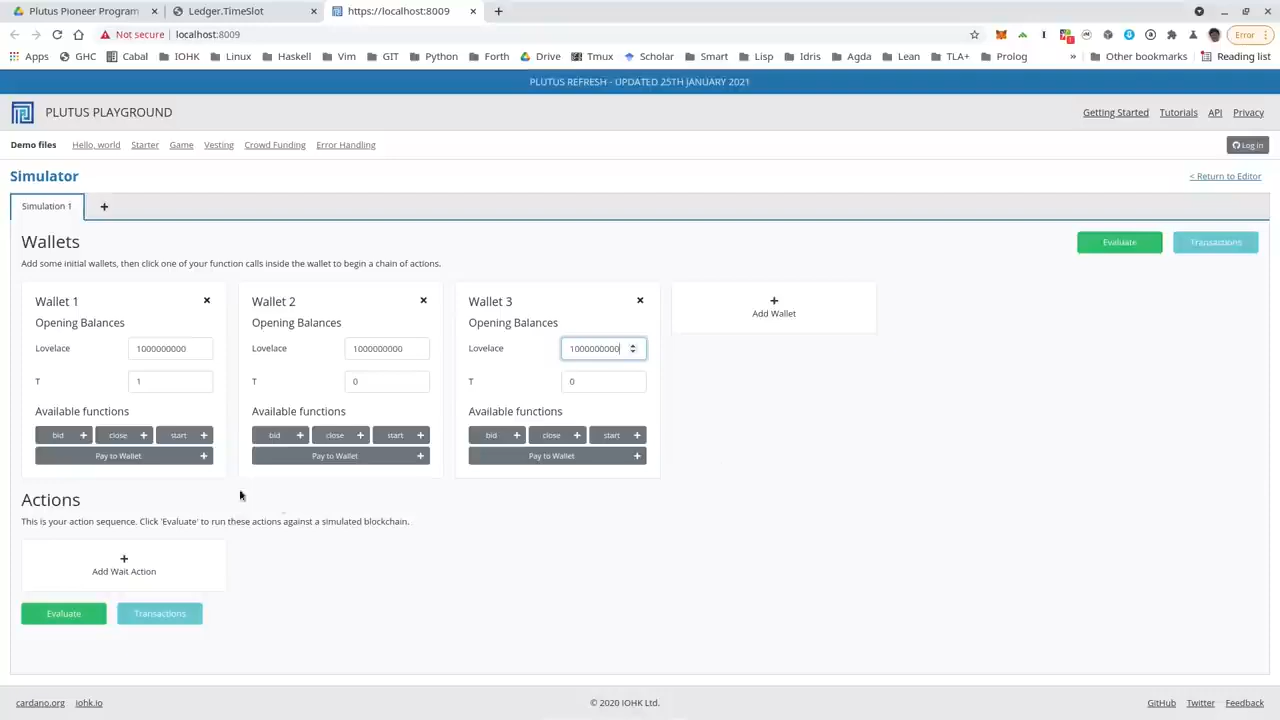 Plutus Pioneer Program
Ledger.TimeSlot
https://localhost:8009
Not secure
localhost:8009
Error
Apps
GHC
Cabal
IOHK
Linux
Haskell
Vim
GIT
Python
Forth
Drive
Tmux
Scholar
Smart
Lisp
Idris
Agda
Lean
TLA+
Prolog
»
Other bookmarks
Reading list
PLUTUS REFRESH - UPDATED 25TH JANUARY 2021
PLUTUS PLAYGROUND
Getting Started
Tutorials
API
Privacy
Demo files
Hello, world
Starter
Game
Vesting
Crowd Funding
Error Handling
Log in
Simulator
< Return to Editor
Simulation 1
+
Wallets
Evaluate
Transactions
Add some initial wallets, then click one of your function calls inside the wallet to begin a chain of actions.
Wallet 1
Opening Balances
Lovelace 1000000000
T 1
Available functions
bid + close + start +
Pay to Wallet +
Wallet 2
Opening Balances
Lovelace 1000000000
T 0
Available functions
bid + close + start +
Pay to Wallet +
Wallet 3
Opening Balances
Lovelace 1000000000
T 0
Available functions
bid + close + start +
Pay to Wallet +
+
Add Wallet
Actions
This is your action sequence. Click 'Evaluate' to run these actions against a simulated blockchain.
+
Add Wait Action
Evaluate
Transactions
cardano.org
iohk.io
© 2020 IOHK Ltd.
GitHub
Twitter
Feedback